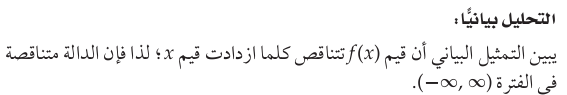 التحليل بيانيًّا:
يبين التمثيل البياني أن قيم f(x) تتناقص كلما ازدادت قيم x؛ لذا فإن الدالة متناقصة
في الفترة (−∞, ∞).